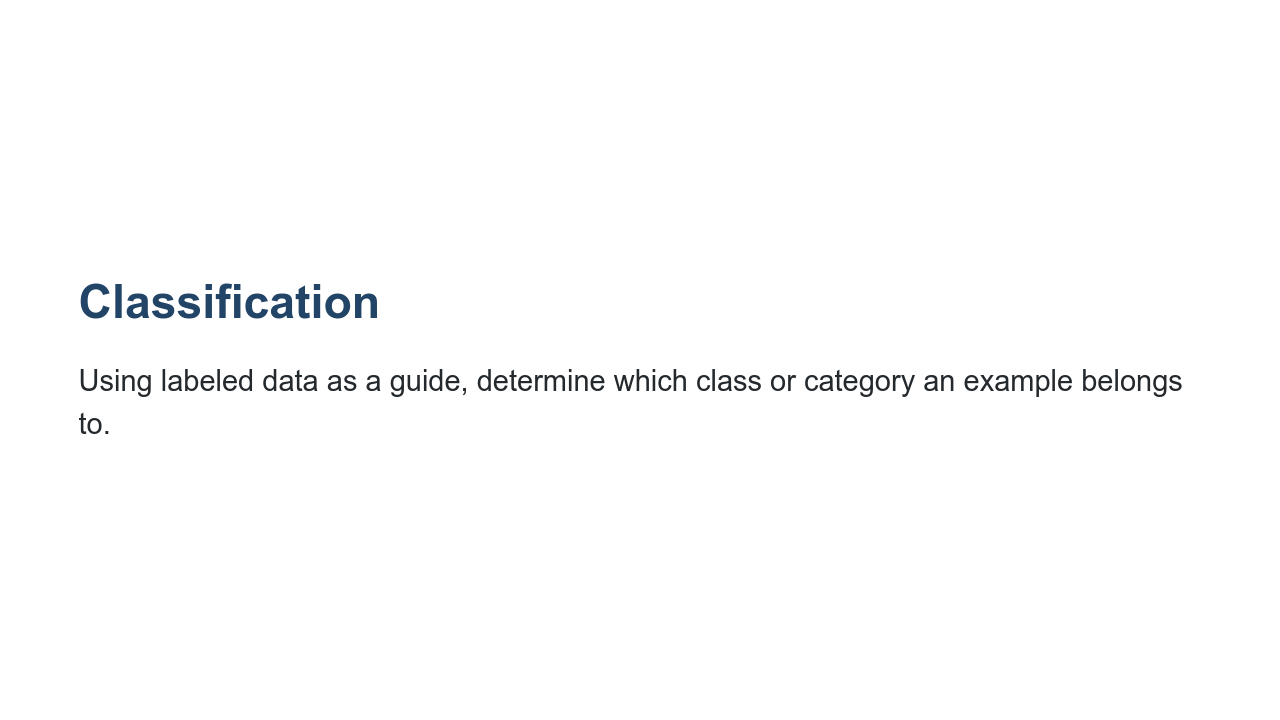 Classification
Using labeled data as a guide, determine which class or category an example belongs
to.